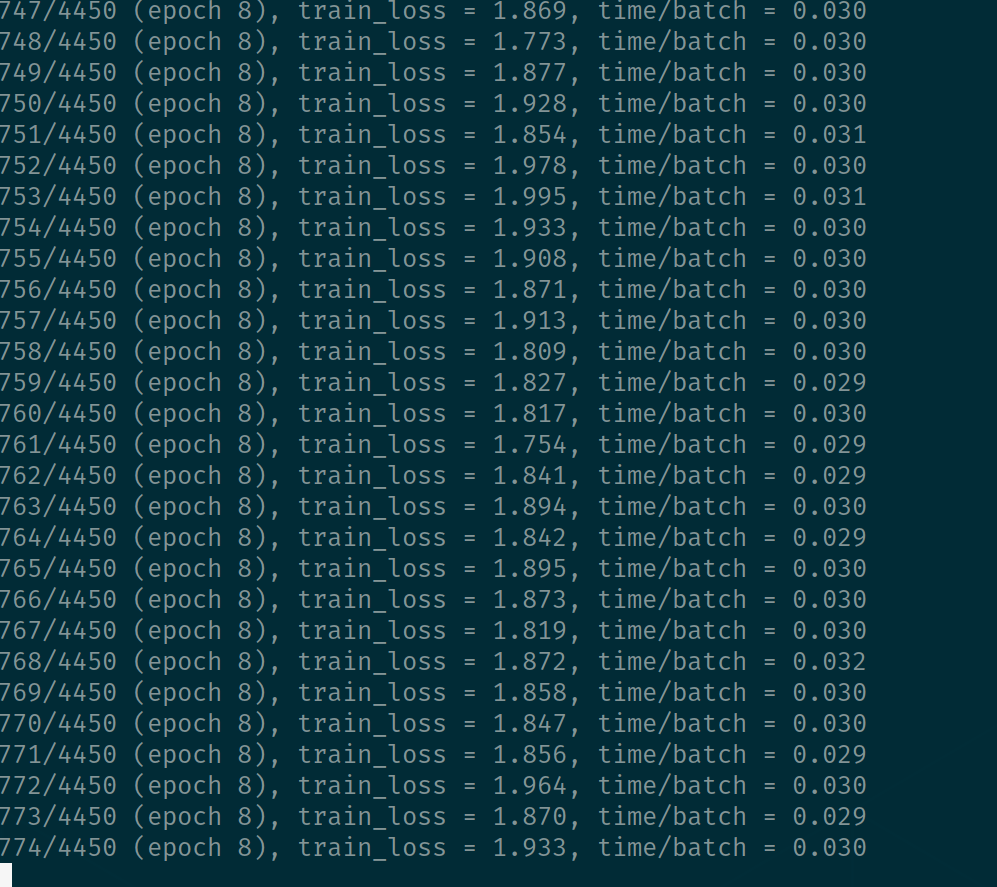 747/4450 (epoch 8), train_loss = 1.869, time/batch = 0.030
748/4450 (epoch 8), train_loss = 1.773, time/batch = 0.030
749/4450 (epoch 8), train_loss = 1.877, time/batch = 0.030
750/4450 (epoch 8), train_loss = 1.928, time/batch = 0.030
751/4450 (epoch 8), train_loss = 1.854, time/batch = 0.031
752/4450 (epoch 8), train_loss = 1.978, time/batch = 0.030
753/4450 (epoch 8), train_loss = 1.995, time/batch = 0.031
754/4450 (epoch 8), train_loss = 1.933, time/batch = 0.030
755/4450 (epoch 8), train_loss = 1.908, time/batch = 0.030
756/4450 (epoch 8), train_loss = 1.871, time/batch = 0.030
757/4450 (epoch 8), train_loss = 1.913, time/batch = 0.030
758/4450 (epoch 8), train_loss = 1.809, time/batch = 0.030
759/4450 (epoch 8), train_loss = 1.827, time/batch = 0.029
760/4450 (epoch 8), train_loss = 1.817, time/batch = 0.030
761/4450 (epoch 8), train_loss = 1.754, time/batch = 0.029
762/4450 (epoch 8), train_loss = 1.841, time/batch = 0.029
763/4450 (epoch 8), train_loss = 1.894, time/batch = 0.030
764/4450 (epoch 8), train_loss = 1.842, time/batch = 0.029
765/4450 (epoch 8), train_loss = 1.895, time/batch = 0.030
766/4450 (epoch 8), train_loss = 1.873, time/batch = 0.030
767/4450 (epoch 8), train_loss = 1.819, time/batch = 0.030
768/4450 (epoch 8), train_loss = 1.872, time/batch = 0.032
769/4450 (epoch 8), train_loss = 1.858, time/batch = 0.030
770/4450 (epoch 8), train_loss = 1.847, time/batch = 0.030
771/4450 (epoch 8), train_loss = 1.856, time/batch = 0.029
772/4450 (epoch 8), train_loss = 1.964, time/batch = 0.030
773/4450 (epoch 8), train_loss = 1.870, time/batch = 0.029
774/4450 (epoch 8), train_loss = 1.933, time/batch = 0.030